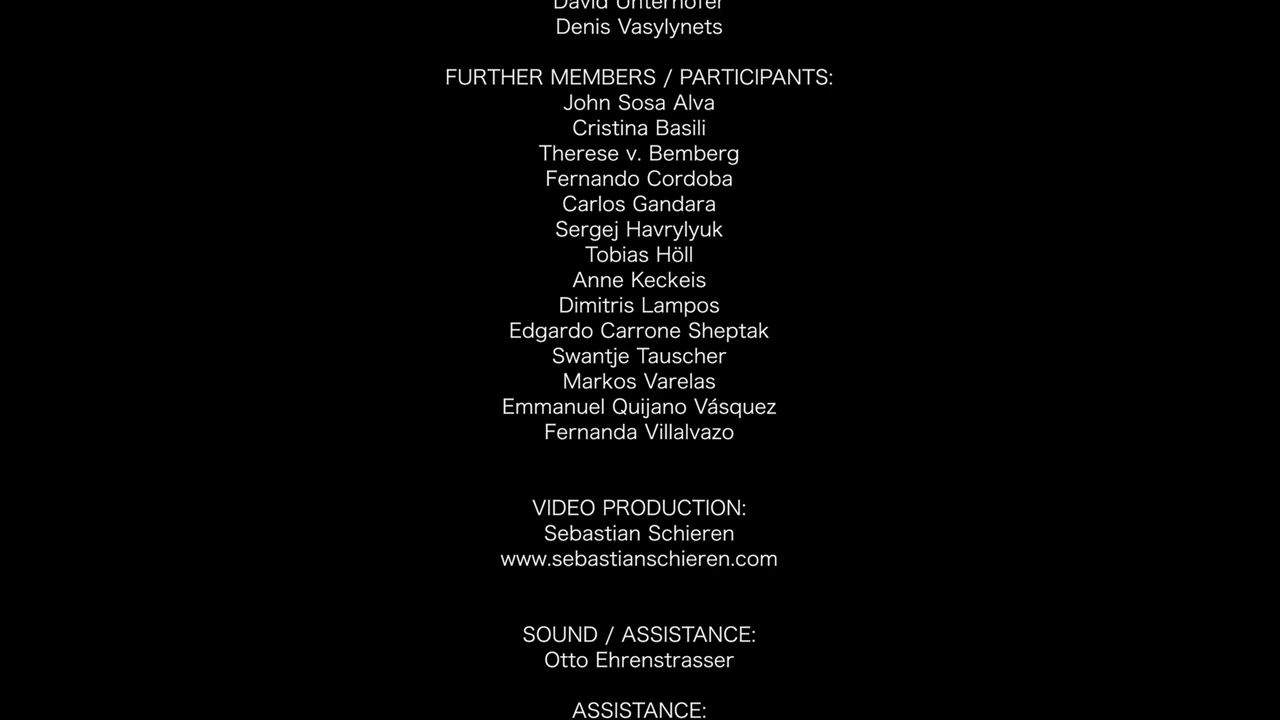 David Unterhofer
Denis Vasylynets
FURTHER MEMBERS / PARTICIPANTS:
John Sosa Alva
Cristina Basili
Therese v. Bemberg
Fernando Cordoba
Carlos Gandara
Sergej Havrylyuk
Tobias Höll
Anne Keckeis
Dimitris Lampos
Edgardo Carrone Sheptak
Swantje Tauscher
Markos Varelas
Emmanuel Quijano Vásquez
Fernanda Villalvazo
VIDEO PRODUCTION:
Sebastian Schieren
www.sebastianschieren.com
SOUND / ASSISTANCE:
Otto Ehrenstrasser
ASSISTANCE: